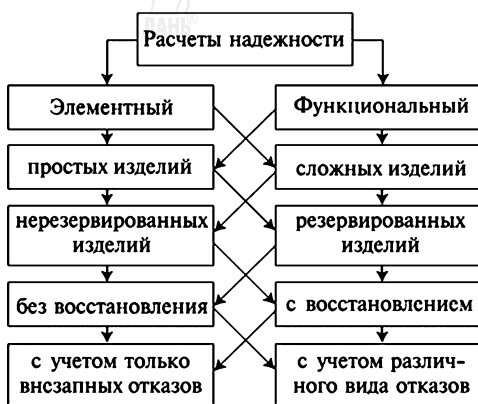 ЛАНЬ®
Расчеты надежности
Элементный
Функциональный
простых изделий
сложных изделий
нерезервированных
изделий
резервированных
изделий
без восстановления
с восстановлением
с учетом только
внсзапных отказов
с учетом различ-
ного вида отказов